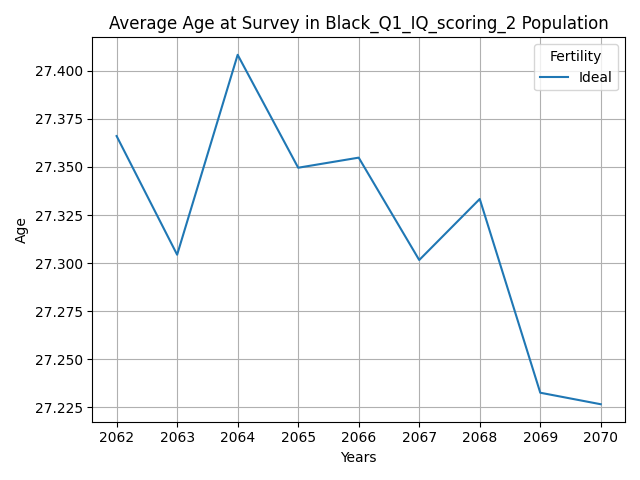 Average Age at Survey in Black_Q1_IQ_scoring_2 Population
Fertility
Ideal
27.400
27.375
27.350
27.325
27.300
27.275
27.250
27.225
Age
2062 2063 2064 2065 2066 2067 2068 2069 2070
Years